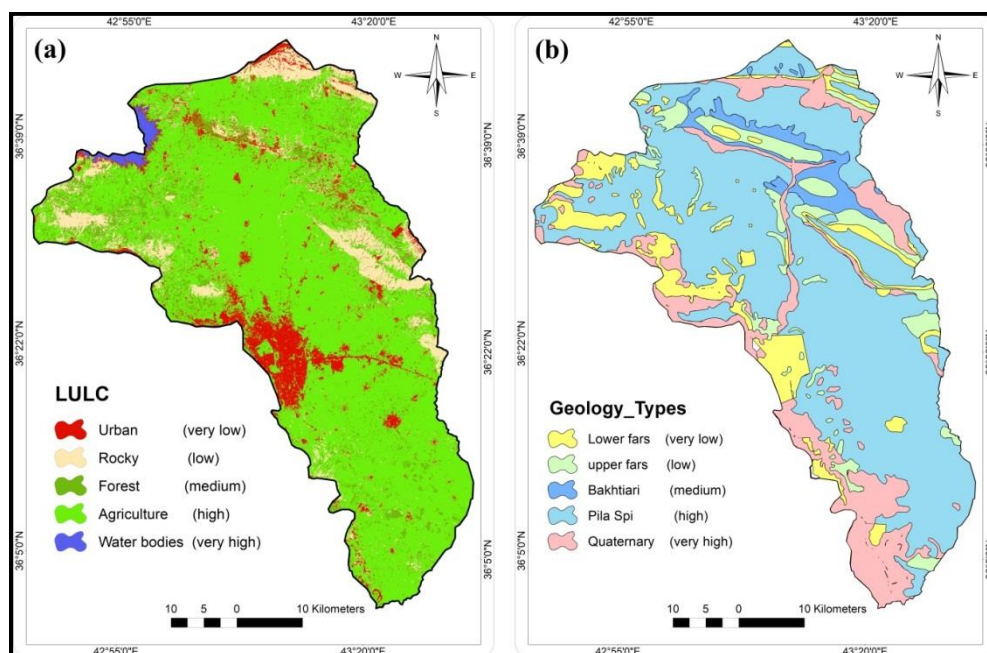 42°55'0"E 43°20'0"E
(a)
N
W E
S
36°39'0"N
36°22'0"N
36°5'0"N
LULC
Urban (very low)
Rocky (low)
Forest (medium)
Agriculture (high)
Water bodies (very high)
10 5 0 10 Kilometers
42°55'0"E 43°20'0"E
42°55'0"E 43°20'0"E
(b)
N
W E
S
36°39'0"N
36°22'0"N
36°22'0"N
36°5'0"N
Geology_Types
Lower fars (very low)
upper fars (low)
Bakhtiari (medium)
Pila Spi (high)
Quaternary (very high)
10 5 0 10 Kilometers
42°55'0"E 43°20'0"E